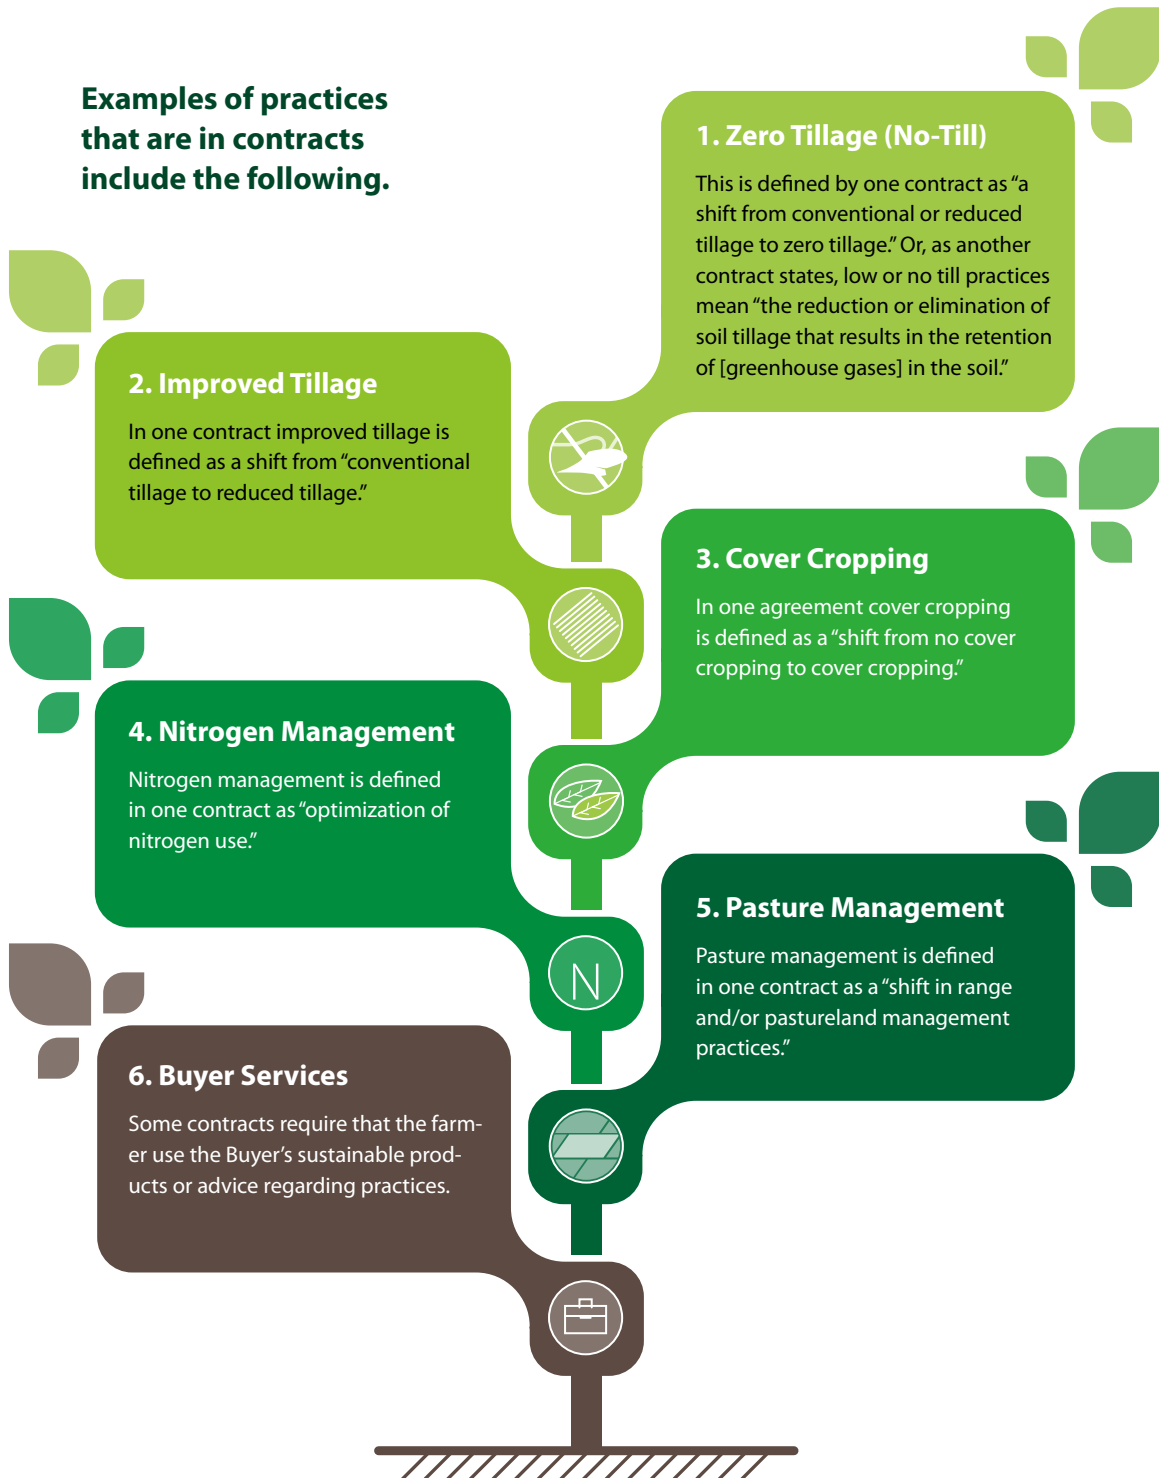 Examples of practices
that are in contracts
include the following.
1. Zero Tillage (No-Till)
This is defined by one contract as “a
shift from conventional or reduced
tillage to zero tillage.” Or, as another
contract states, low or no till practices
mean “the reduction or elimination of
soil tillage that results in the retention
of [greenhouse gases] in the soil.”
2. Improved Tillage
In one contract improved tillage is
defined as a shift from “conventional
tillage to reduced tillage.”
3. Cover Cropping
In one agreement cover cropping
is defined as a “shift from no cover
cropping to cover cropping.”
4. Nitrogen Management
Nitrogen management is defined
in one contract as “optimization of
nitrogen use.”
N
5. Pasture Management
Pasture management is defined
in one contract as a “shift in range
and/or pastureland management
practices.”
6. Buyer Services
Some contracts require that the farm-
er use the Buyer’s sustainable prod-
ucts or advice regarding practices.